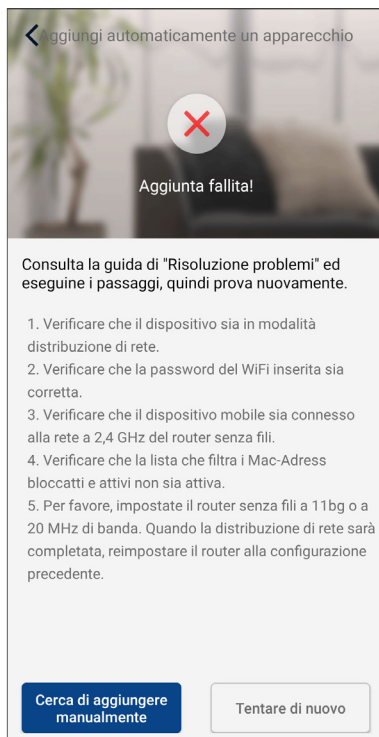 Aggiungi automaticamente un apparecchio
Aggiunta fallita!
Consulta la guida di "Risoluzione problemi" ed
eseguine i passaggi, quindi prova nuovamente.
1. Verificare che il dispositivo sia in modalità
distribuzione di rete.
2. Verificare che la password del WiFi inserita sia
corretta.
3. Verificare che il dispositivo mobile sia connesso
alla rete a 2,4 GHz del router senza fili.
4. Verificare che la lista che filtra i Mac-Adress
bloccatti e attivi non sia attiva.
5. Per favore, impostate il router senza fili a 11bg o a
20 MHz di banda. Quando la distribuzione di rete sarà
completata, reimpostare il router alla configurazione
precedente.
Cerca di aggiungere
manualmente
Tentare di nuovo